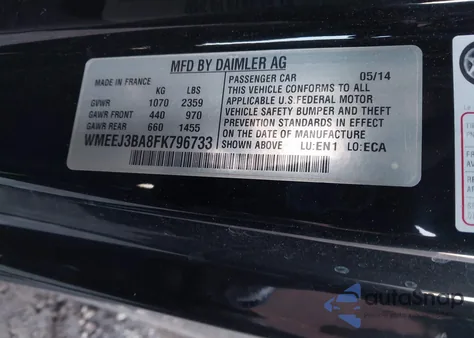 MFD BY DAIMLER AG
MADE IN FRANCE
KG LBS
GVWR 1070 2359
GAWR FRONT 440 970
GAWR REAR 660 1455
WMEEJ3BA8FK796733
PASSENGER CAR 05/14
THIS VEHICLE CONFORMS TO ALL
APPLICABLE U.S. FEDERAL MOTOR
VEHICLE SAFETY BUMPER AND THEFT
PREVENTION STANDARDS IN EFFECT
ON THE DATE OF MANUFACTURE
SHOWN ABOVE LU:EN1 LO:ECA
autoSnap